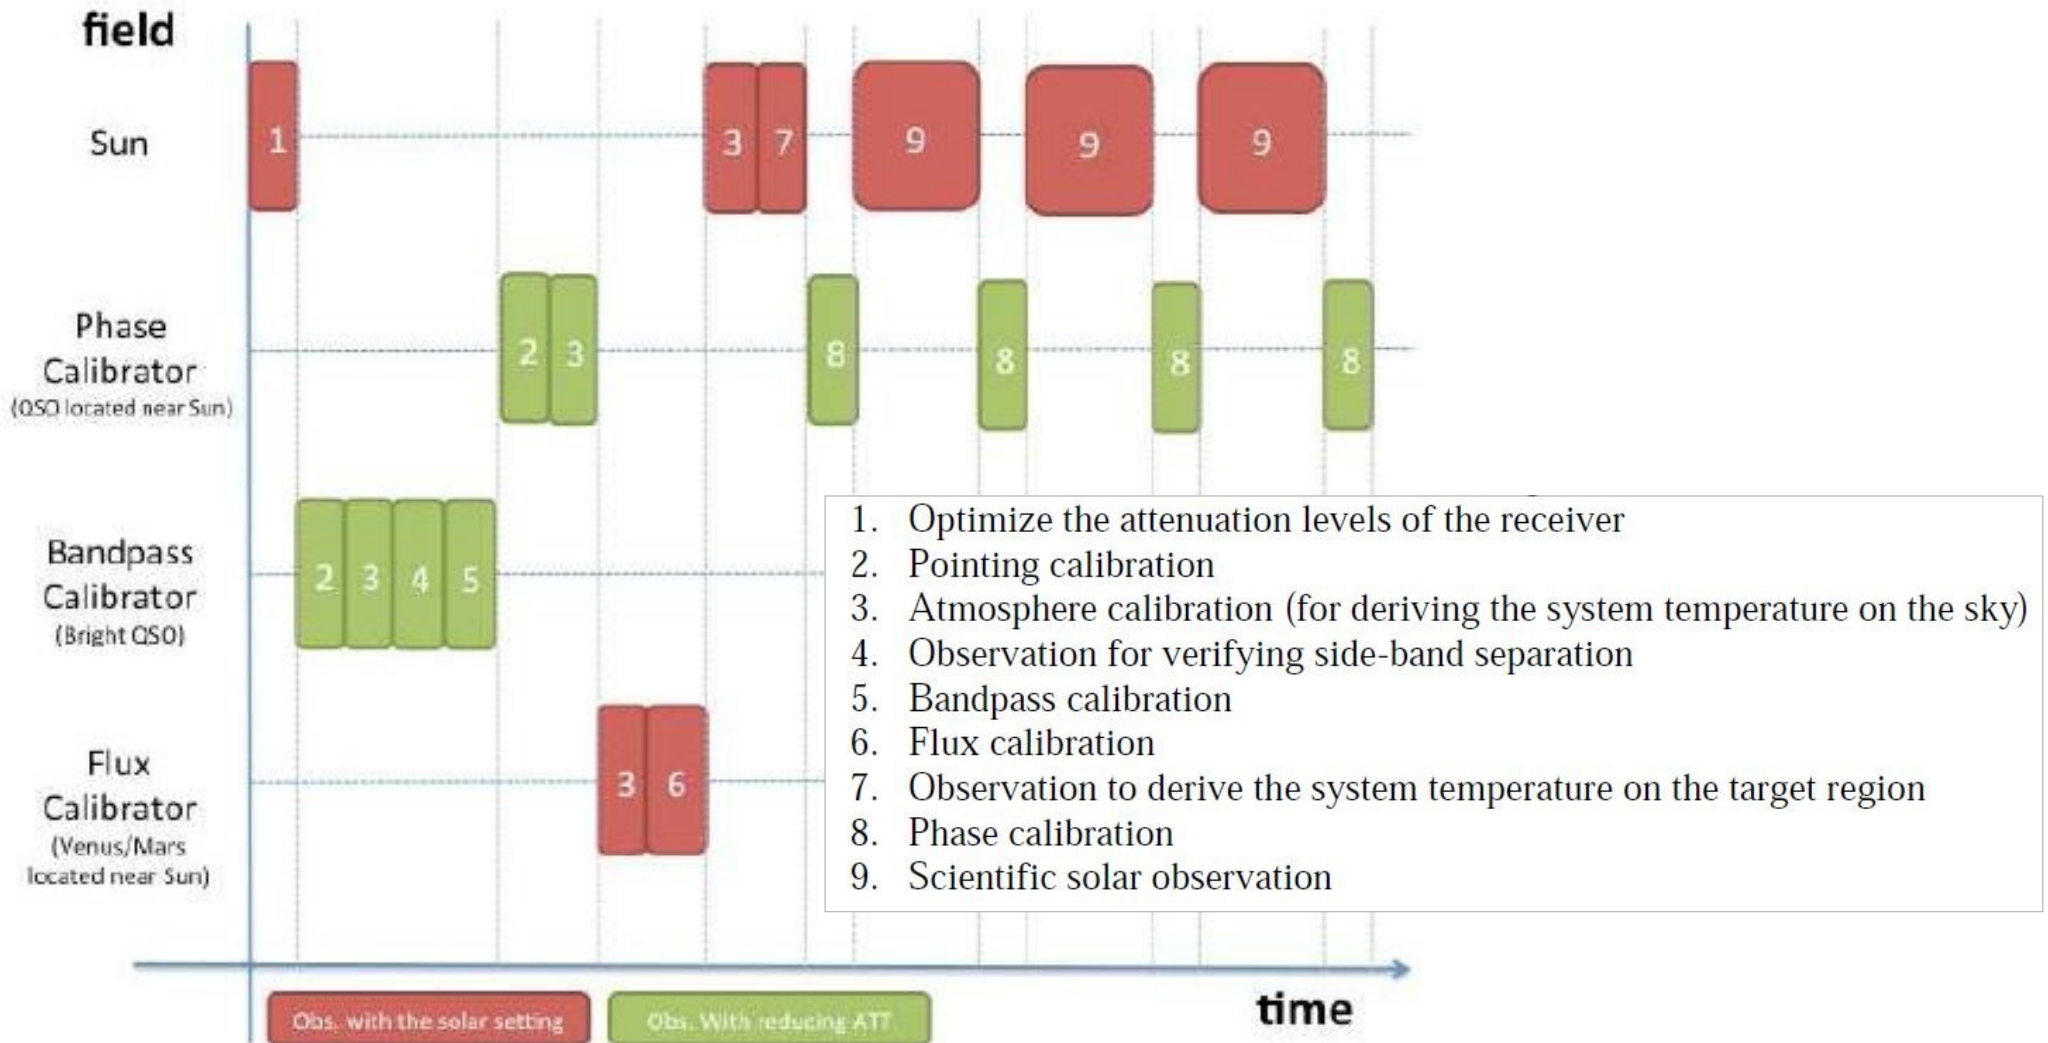 field
Sun
1
3
7
9
9
9
Phase
Calibrator
(QSO located near Sun)
2
3
8
8
8
8
Bandpass
Calibrator
(Bright QSO)
2
3
4
5
1. Optimize the attenuation levels of the receiver
2. Pointing calibration
3. Atmosphere calibration (for deriving the system temperature on the sky)
4. Observation for verifying side-band separation
5. Bandpass calibration
6. Flux calibration
7. Observation to derive the system temperature on the target region
8. Phase calibration
9. Scientific solar observation
Flux
Calibrator
(Venus/Mars
located near Sun)
3
6
Obs. with the solar setting
Obs. With reducing ATT
time